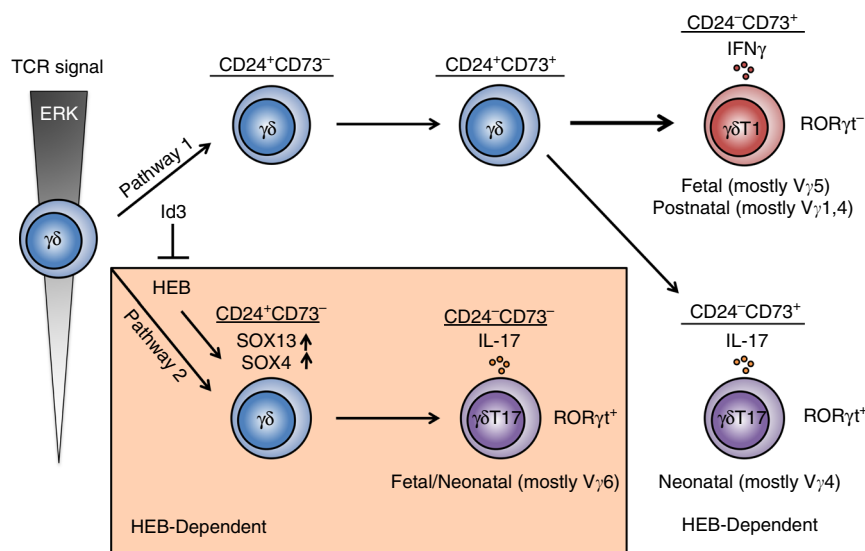 TCR signal
ERK
γδ
Pathway 1
CD24⁺CD73⁻
γδ
CD24⁺CD73⁺
γδ
CD24⁻CD73⁺
IFNγ
γδT1
RORγt⁻
Fetal (mostly Vγ5)
Postnatal (mostly Vγ1,4)
Id3
HEB
Pathway 2
CD24⁺CD73⁻
SOX13
SOX4
γδ
CD24⁻CD73⁻
IL-17
γδT17
RORγt⁺
Fetal/Neonatal (mostly Vγ6)
HEB-Dependent
CD24⁻CD73⁺
IL-17
γδT17
RORγt⁺
Neonatal (mostly Vγ4)
HEB-Dependent